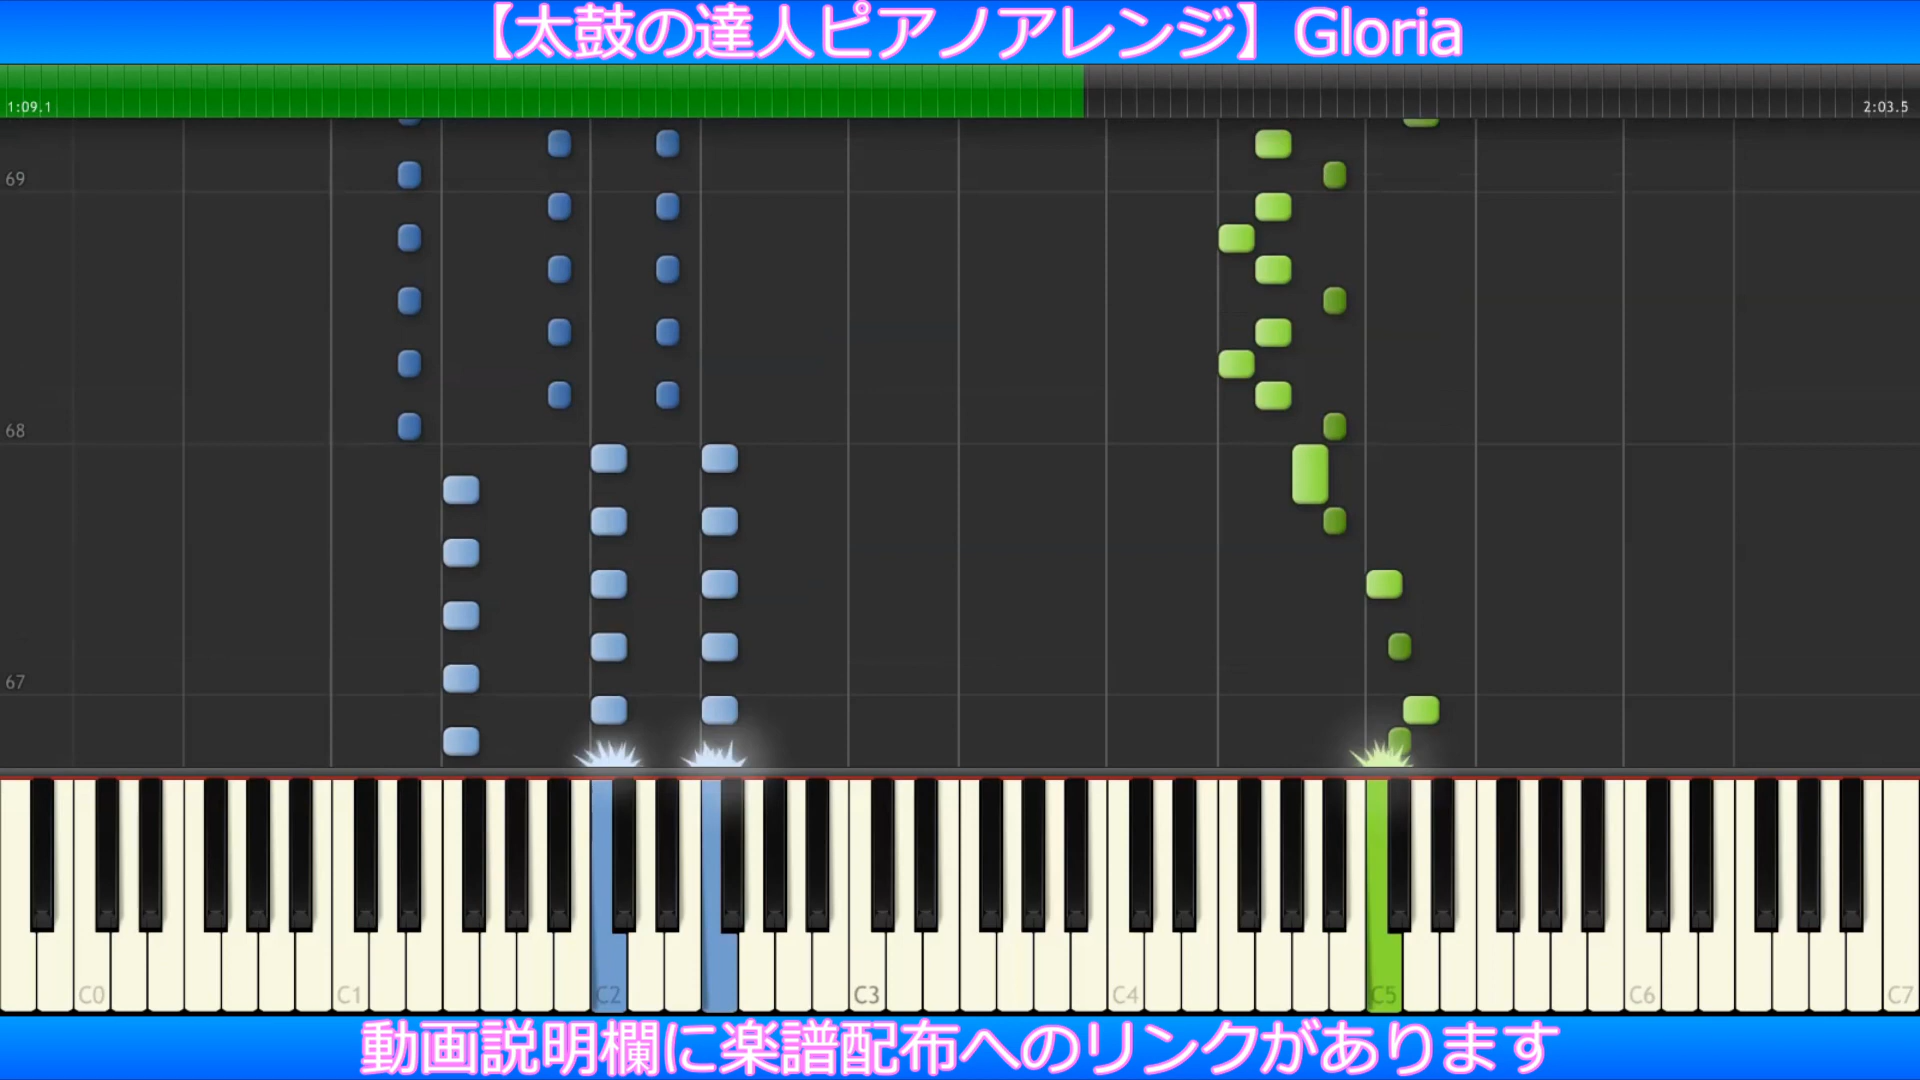 【太鼓の達人ピアノアレンジ】Gloria
1:09.1
2:03.5
69
68
67
C0
C1
C2
C3
C4
C5
C6
C7
動画説明欄に楽譜配布へのリンクがあります